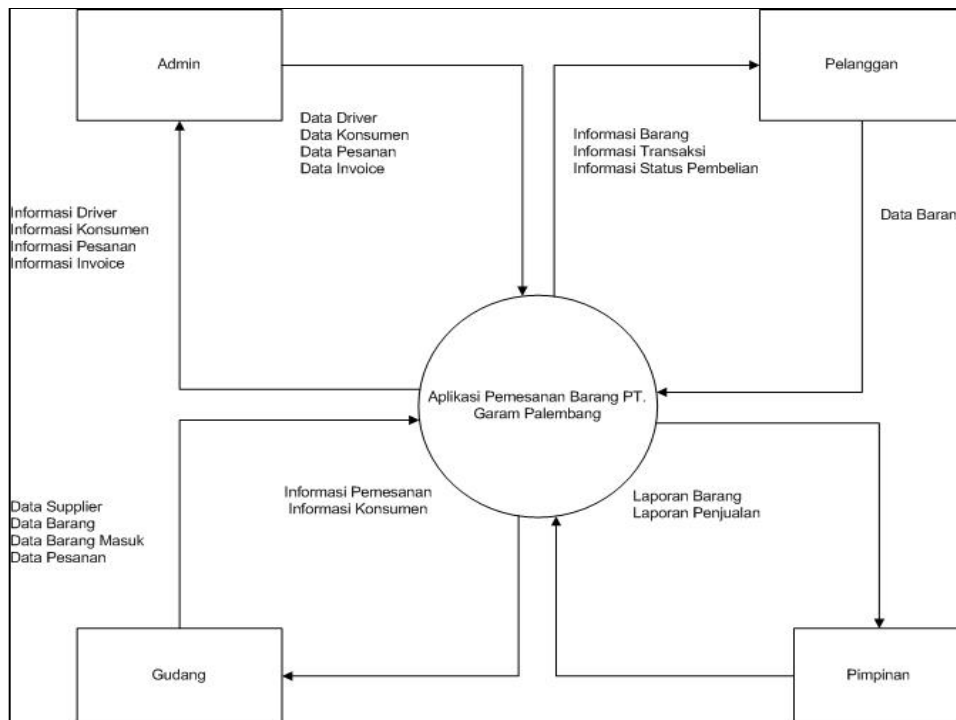 Admin
Pelanggan
Data Driver
Data Konsumen
Data Pesanan
Data Invoice
Informasi Barang
Informasi Transaksi
Informasi Status Pembelian
Informasi Driver
Informasi Konsumen
Informasi Pesanan
Informasi Invoice
Data Baran
Aplikasi Pemesanan Barang PT.
Garam Palembang
Data Supplier
Data Barang
Data Barang Masuk
Data Pesanan
Informasi Pemesanan
Informasi Konsumen
Laporan Barang
Laporan Penjualan
Gudang
Pimpinan